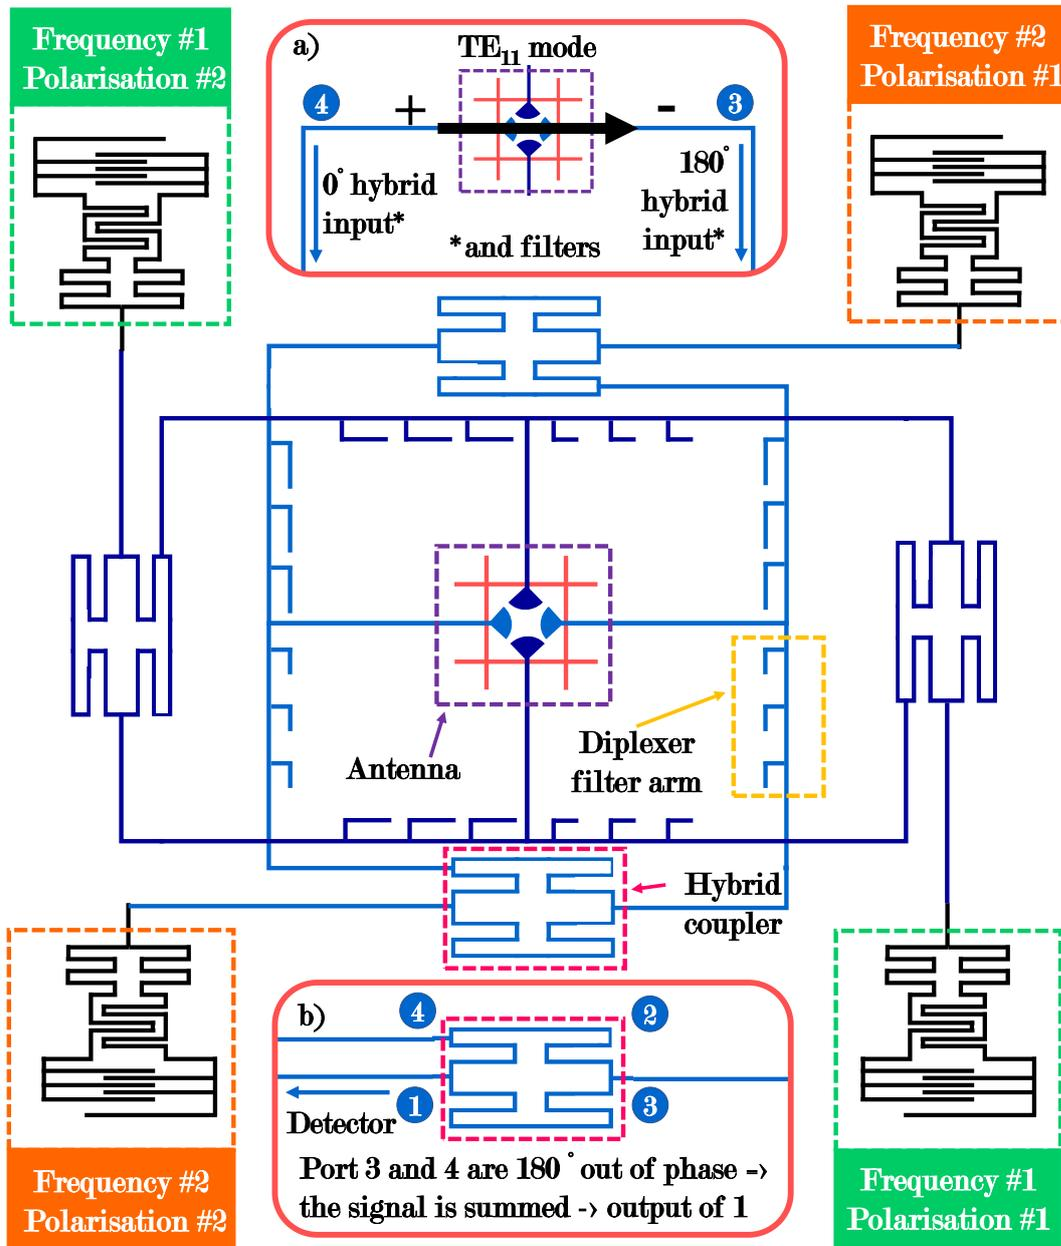 Frequency #1
Polarisation #2
a)
TE11 mode
4
+
-
3
0° hybrid
input*
180°
hybrid
input*
*and filters
Frequency #2
Polarisation #1
Antenna
Diplexer
filter arm
Hybrid
coupler
b)
4
2
1
3
Detector
Port 3 and 4 are 180° out of phase ->
the signal is summed -> output of 1
Frequency #2
Polarisation #2
Frequency #1
Polarisation #1